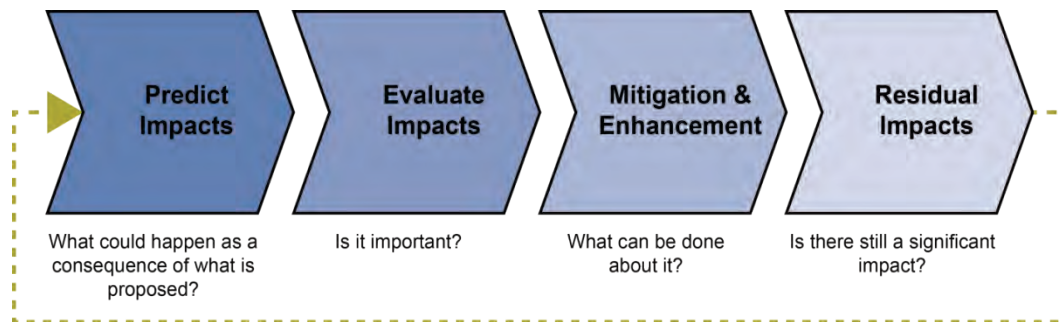 Predict
Impacts
Evaluate
Impacts
Mitigation &
Enhancement
Residual
Impacts
What could happen as a
consequence of what is
proposed?
Is it important?
What can be done
about it?
Is there still a significant
impact?